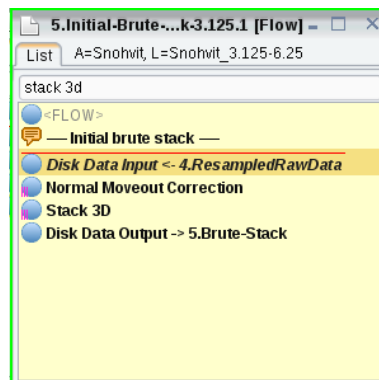 5.Initial-Brute-...k-3.125.1 [Flow]
List A=Snohvit, L=Snohvit_3.125-6.25
stack 3d
<FLOW>
— Initial brute stack —
Disk Data Input <- 4.ResampledRawData
Normal Moveout Correction
Stack 3D
Disk Data Output -> 5.Brute-Stack